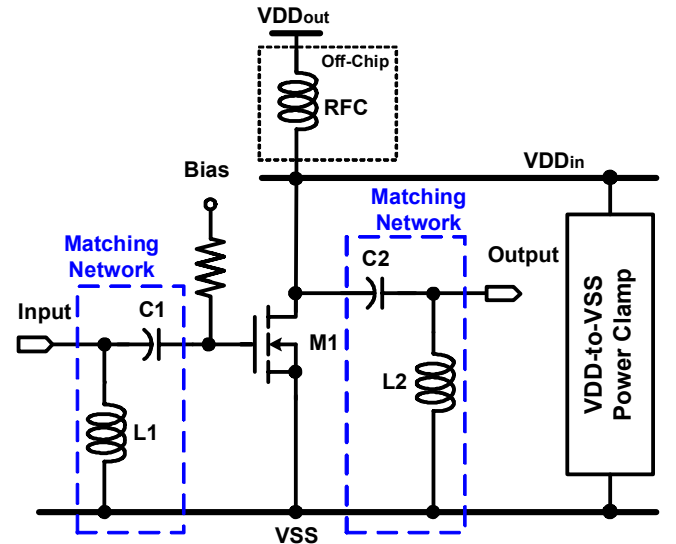 VDDout
Off-Chip
RFC
VDDin
Bias
Matching
Network
Matching
Network
C2
Output
Input
C1
M1
L2
L1
VDD-to-VSS
Power Clamp
VSS